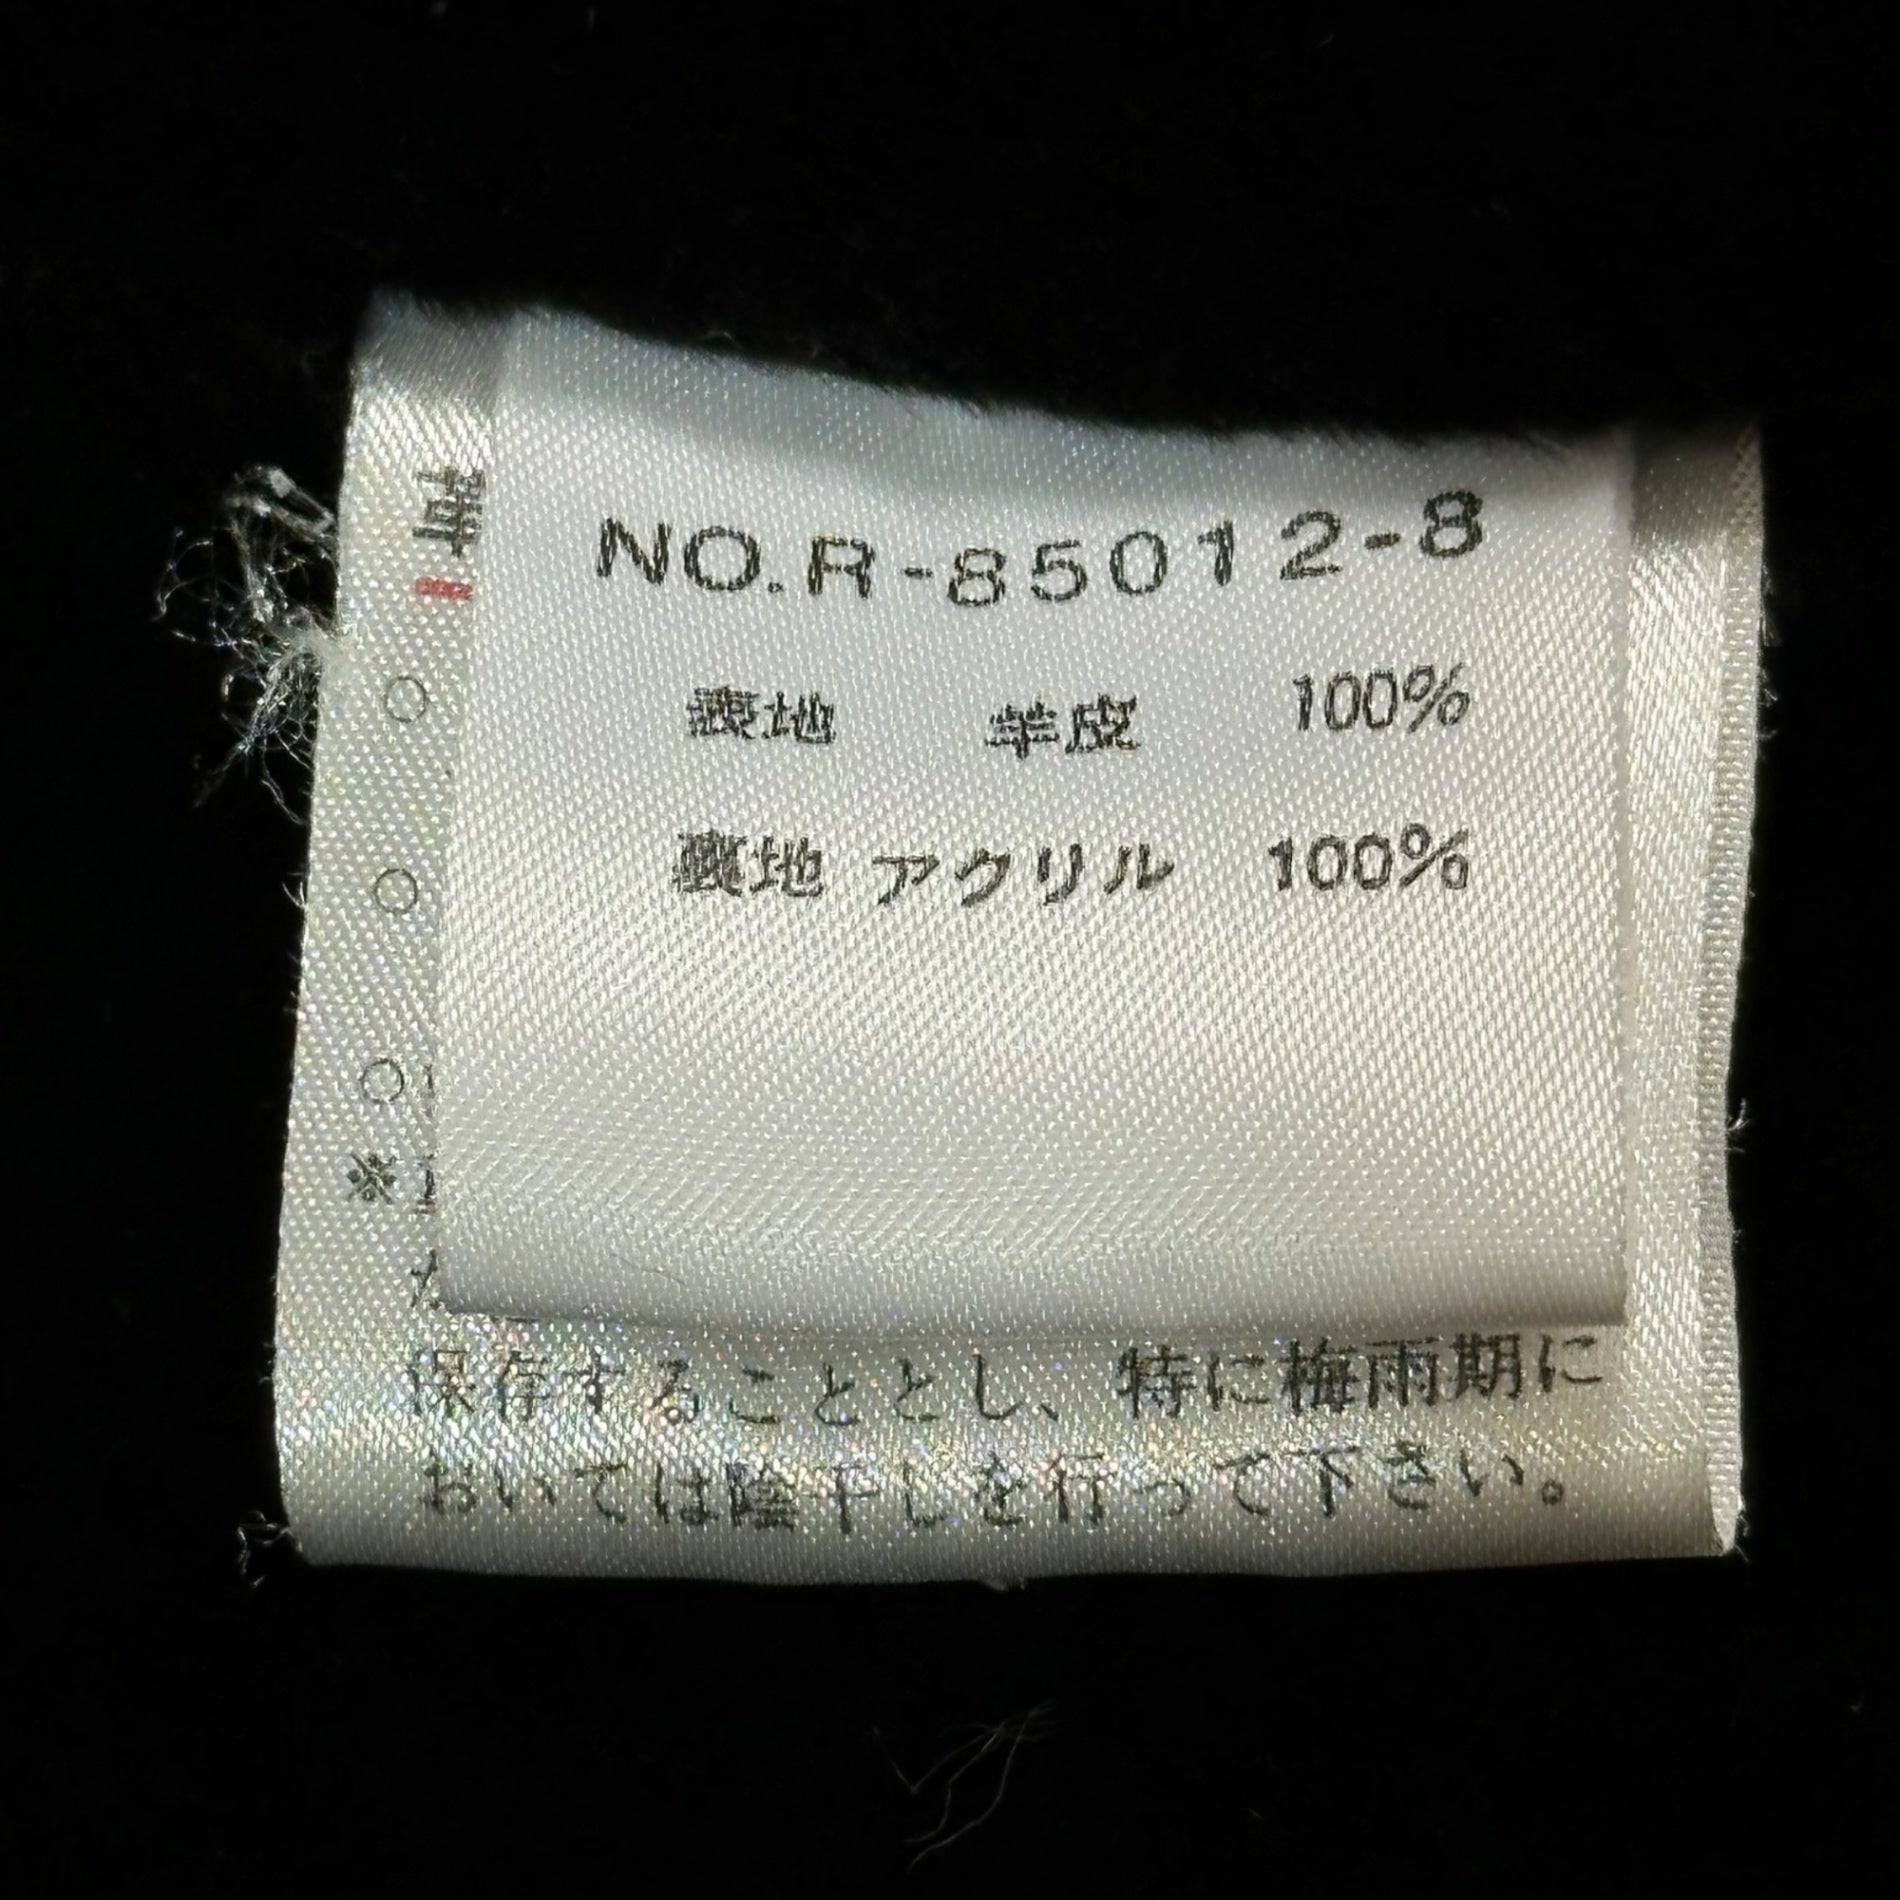 NO.R-85012-8
表地 羊皮 100%
裏地 アクリル 100%
○
○
○
※
保存することとし、特に梅雨期に
おいては陰干しを行って下さい。